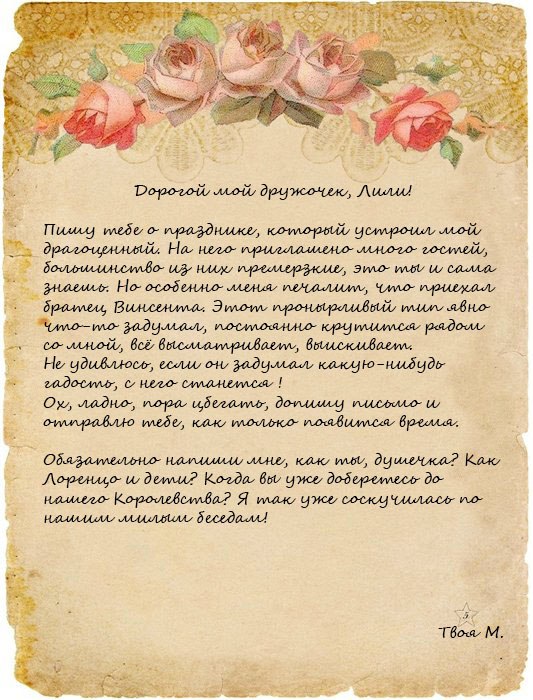 Дорогой мой дружочек, Лили!
Пишу тебе о празднике, который устроил мой
драгоценный. На него приглашено много гостей,
большинство из них премерзкие, это ты и сама
знаешь. Но особенно меня печалит, что приехал
братец Винсента. Этот пронырливый тип явно
что-то задумал, постоянно крутится рядом
со мной, всё высматривает, выискивает.
Не удивлюсь, если он задумал какую-нибудь
гадость, с него станется !
Ох, ладно, пора цбегать, допишу письмо и
отправлю тебе, как только появится время.
Обязательно напиши мне, как ты, душечка? Как
Лоренцо и дети? Когда вы уже доберетесь до
нашего Королевства? Я так уже соскучилась по
нашим милым беседам!
5
Твоя М.